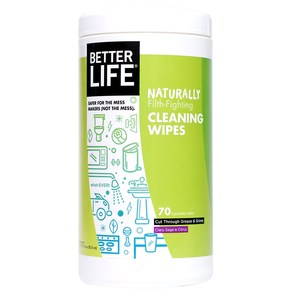 BETTER
LIFE®
SAFER FOR THE MESS
MAKERS (NOT THE MESS).
NATURALLY
Filth-Fighting
CLEANING
WIPES
70
Cut Through Grease & Grime
Clary Sage & Citrus